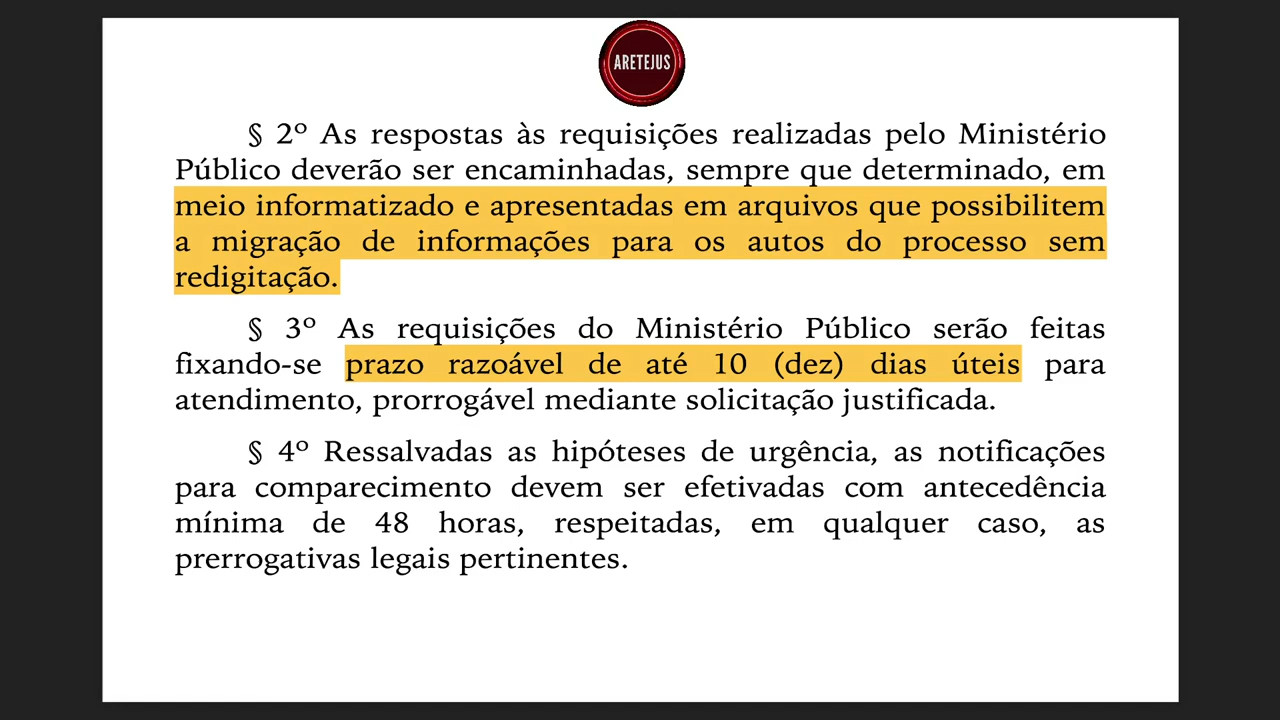 ARETEJUS
§ 2º As respostas às requisições realizadas pelo Ministério
Público deverão ser encaminhadas, sempre que determinado, em
meio informatizado e apresentadas em arquivos que possibilitem
a migração de informações para os autos do processo sem
redigitação.
§ 3º As requisições do Ministério Público serão feitas
fixando-se prazo razoável de até 10 (dez) dias úteis para
atendimento, prorrogável mediante solicitação justificada.
§ 4º Ressalvadas as hipóteses de urgência, as notificações
para comparecimento devem ser efetivadas com antecedência
mínima de 48 horas, respeitadas, em qualquer caso, as
prerrogativas legais pertinentes.